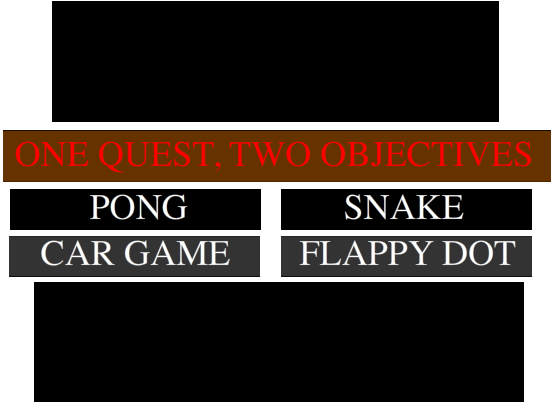 ONE QUEST, TWO OBJECTIVES
PONG
SNAKE
CAR GAME
FLAPPY DOT